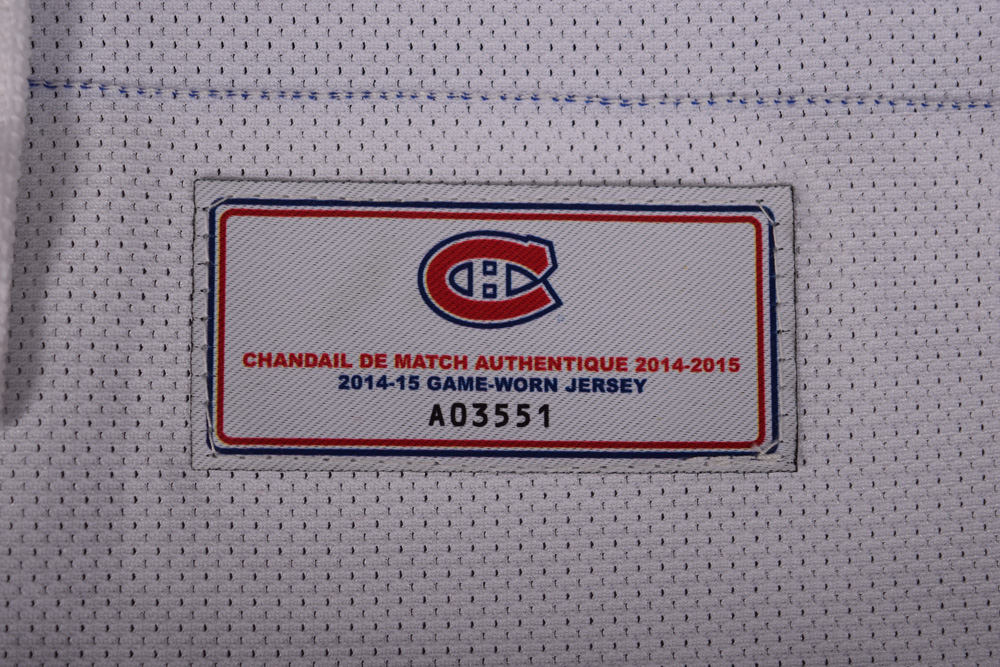 CHANDAIL DE MATCH AUTHENTIQUE 2014-2015
2014-15 GAME-WORN JERSEY
A03551